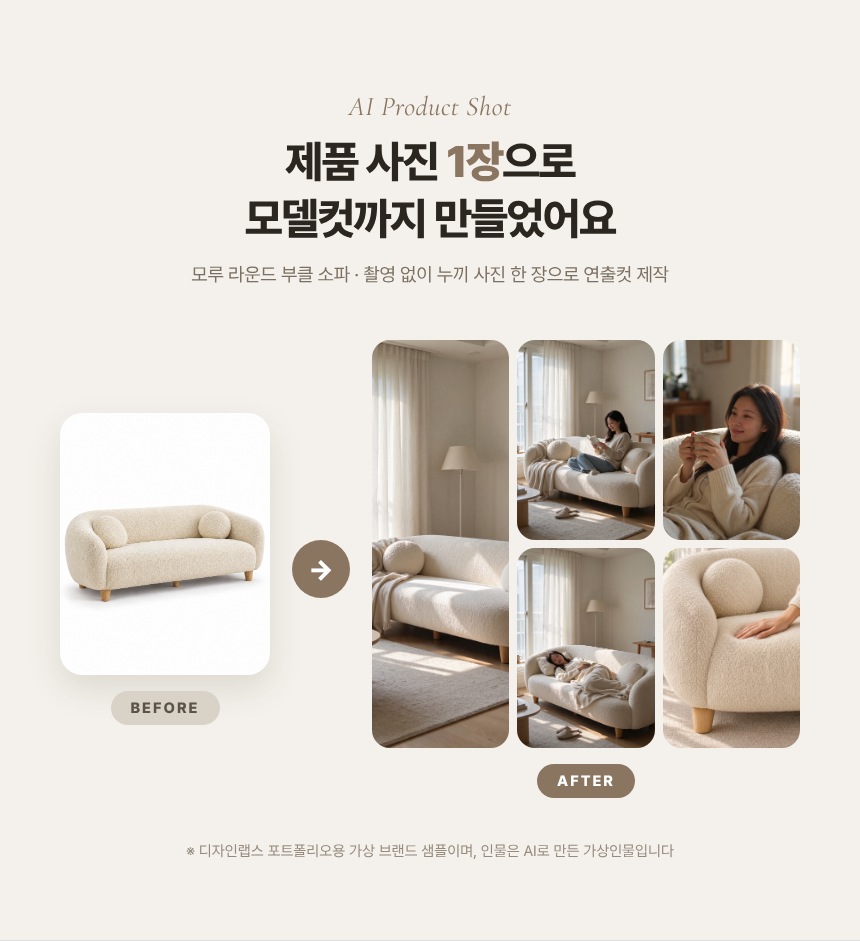 AI Product Shot
제품 사진 1장으로
모델컷까지 만들었어요
모루 라운드 부클 소파 · 촬영 없이 누끼 사진 한 장으로 연출컷 제작
BEFORE
AFTER
※ 디자인랩스 포트폴리오용 가상 브랜드 샘플이며, 인물은 AI로 만든 가상인물입니다